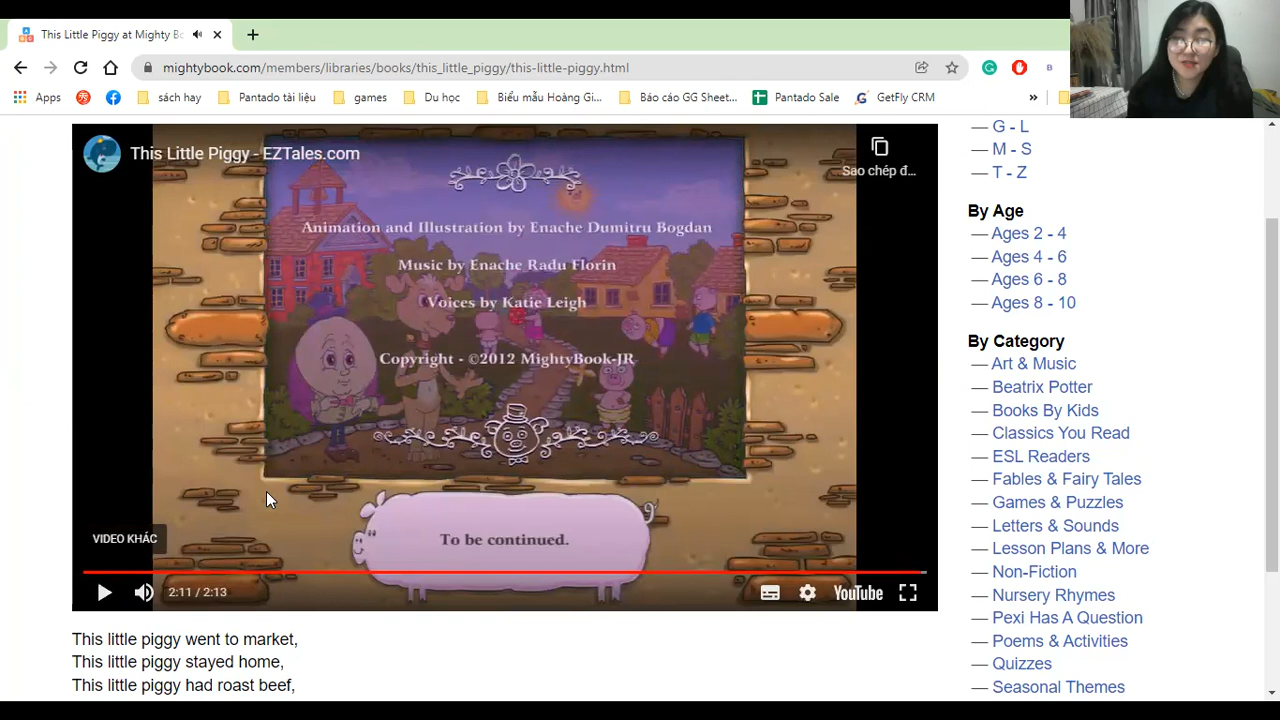 This Little Piggy at Mighty Bo
mightybook.com/members/libraries/books/this_little_piggy/this-little-piggy.html
Apps
sách hay
Pantado tài liệu
games
Du học
Biểu mẫu Hoàng Gi...
Báo cáo GG Sheet...
Pantado Sale
GetFly CRM
»
This Little Piggy - EZTales.com
Sao chép đ...
Animation and Illustration by Enache Dumitru Bogdan
Music by Enache Radu Florin
Voices by Katie Leigh
Copyright - ©2012 MightyBook-JR
To be continued.
VIDEO KHÁC
2:11 / 2:13
YouTube
This little piggy went to market,
This little piggy stayed home,
This little piggy had roast beef,
— G - L
— M - S
— T - Z
By Age
— Ages 2 - 4
— Ages 4 - 6
— Ages 6 - 8
— Ages 8 - 10
By Category
— Art & Music
— Beatrix Potter
— Books By Kids
— Classics You Read
— ESL Readers
— Fables & Fairy Tales
— Games & Puzzles
— Letters & Sounds
— Lesson Plans & More
— Non-Fiction
— Nursery Rhymes
— Pexi Has A Question
— Poems & Activities
— Quizzes
— Seasonal Themes